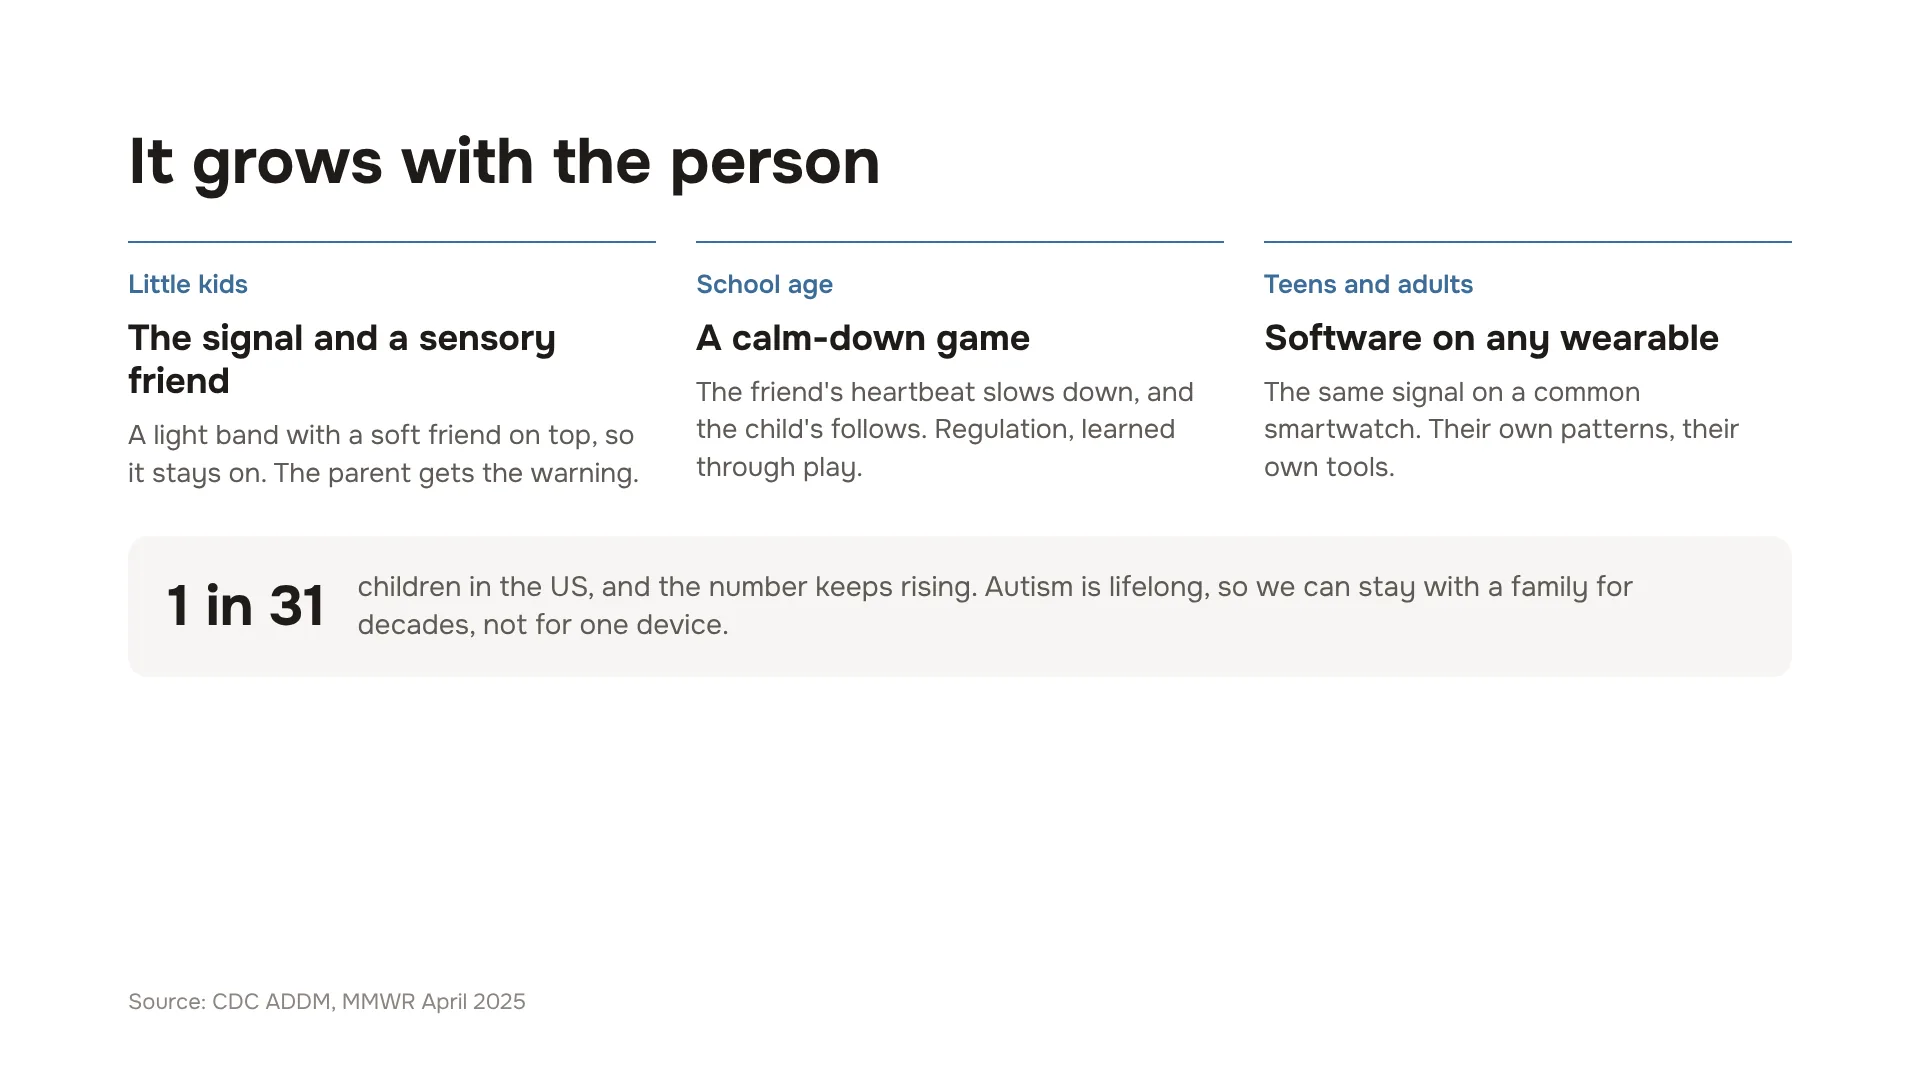 It grows with the person
Little kids
The signal and a sensory
friend
A light band with a soft friend on top, so
it stays on. The parent gets the warning.
School age
A calm-down game
The friend's heartbeat slows down, and
the child's follows. Regulation, learned
through play.
Teens and adults
Software on any wearable
The same signal on a common
smartwatch. Their own patterns, their
own tools.
1 in 31
children in the US, and the number keeps rising. Autism is lifelong, so we can stay with a family for
decades, not for one device.
Source: CDC ADDM, MMWR April 2025